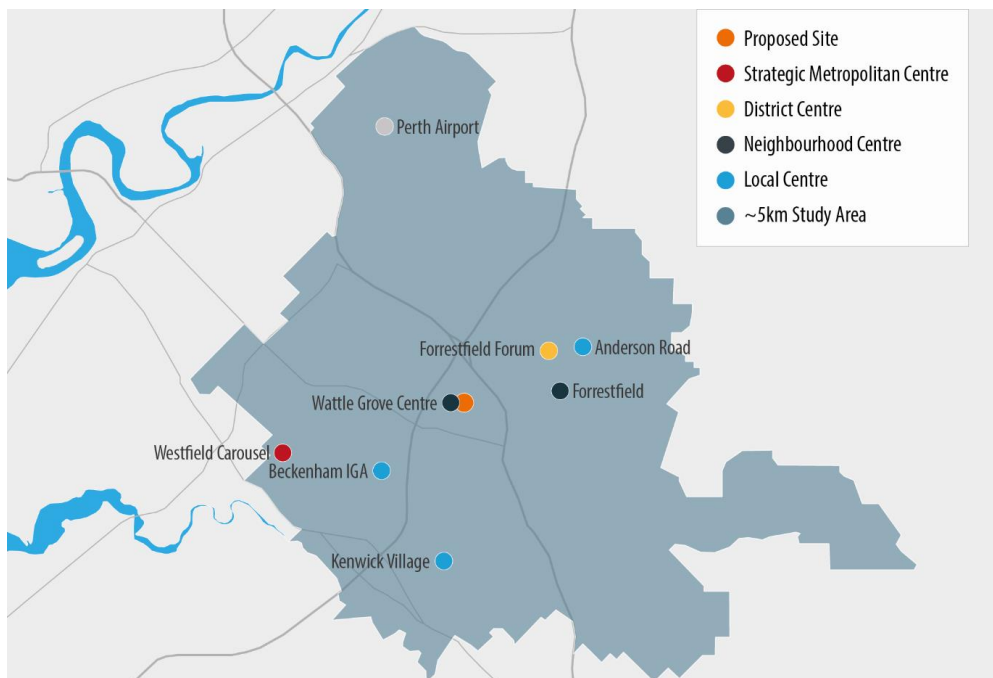 Proposed Site
Strategic Metropolitan Centre
District Centre
Neighbourhood Centre
Local Centre
~5km Study Area
Perth Airport
Forrestfield Forum
Anderson Road
Forrestfield
Wattle Grove Centre
Westfield Carousel
Beckenham IGA
Kenwick Village